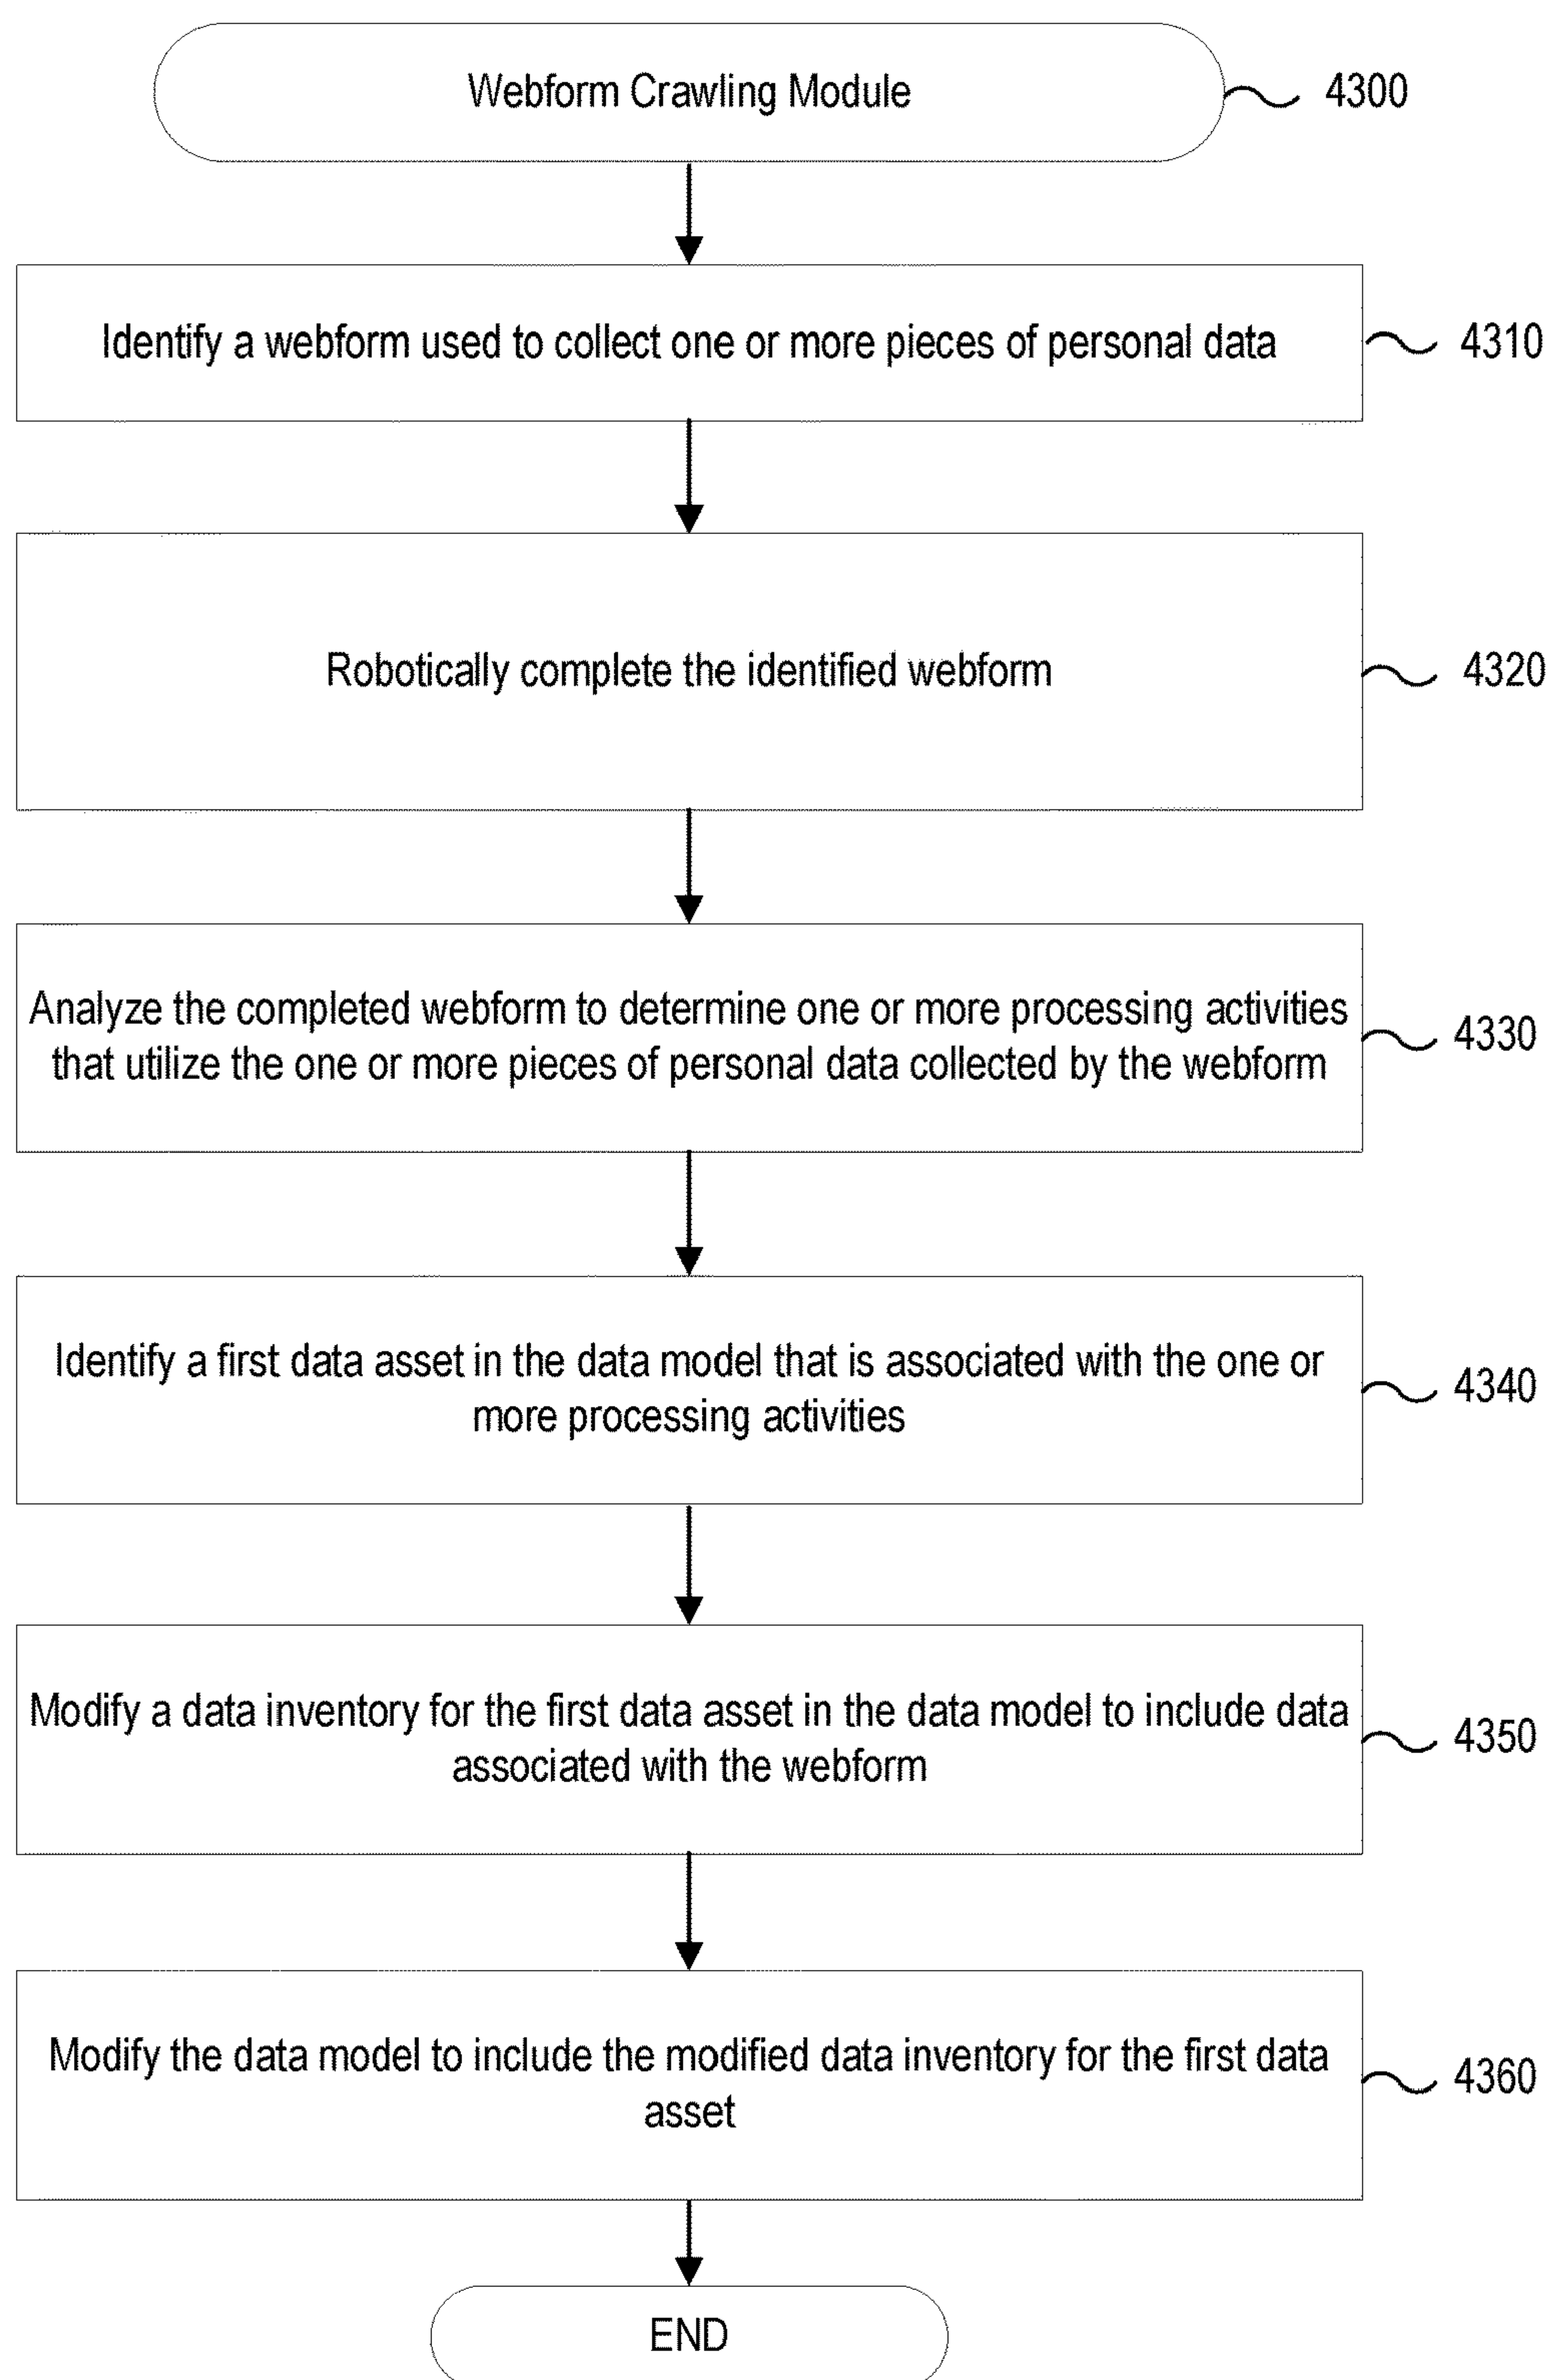 Webform Crawling Module
4300
Identify a webform used to collect one or more pieces of personal data
4310
Robotically complete the identified webform
4320
Analyze the completed webform to determine one or more processing activities
that utilize the one or more pieces of personal data collected by the webform
4330
Identify a first data asset in the data model that is associated with the one or
more processing activities
4340
Modify a data inventory for the first data asset in the data model to include data
associated with the webform
4350
Modify the data model to include the modified data inventory for the first data
asset
4360
END